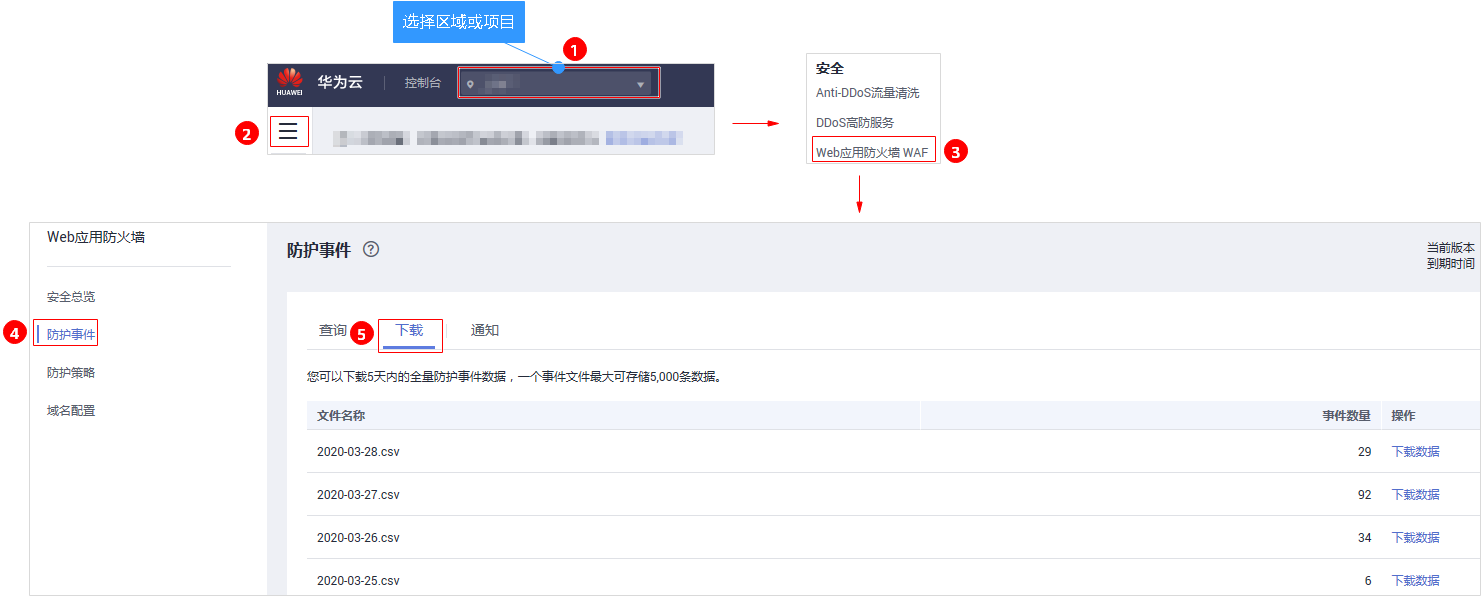 选择区域或项目
1
HUAWEI
华为云
控制台
2
安全
Anti-DDoS流量清洗
DDoS高防服务
Web应用防火墙 WAF
3
Web应用防火墙
安全总览
4
防护事件
防护策略
域名配置
防护事件 ?
当前版本
到期时间
查询 5 下载 通知
您可以下载5天内的全量防护事件数据，一个事件文件最大可存储5,000条数据。
文件名称 事件数量 操作
2020-03-28.csv 29 下载数据
2020-03-27.csv 92 下载数据
2020-03-26.csv 34 下载数据
2020-03-25.csv 6 下载数据